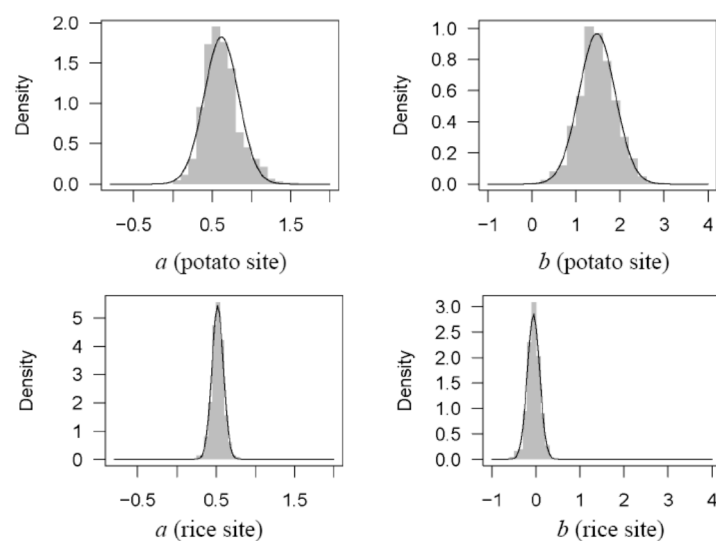 2.0
1.5
1.0
0.5
0.0
Density
−0.5 0.5 1.5
a (potato site)
1.0
0.8
0.6
0.4
0.2
0.0
Density
−1 0 1 2 3 4
b (potato site)
5
4
3
2
1
0
Density
−0.5 0.5 1.5
a (rice site)
3.0
2.5
2.0
1.5
1.0
0.5
0.0
Density
−1 0 1 2 3 4
b (rice site)